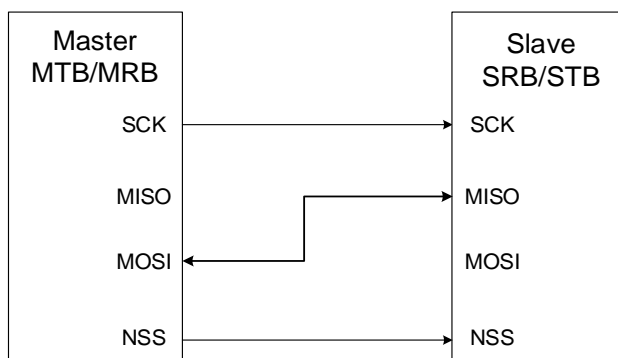 Master
MTB/MRB
SCK
MISO
MOSI
NSS
Slave
SRB/STB
SCK
MISO
MOSI
NSS